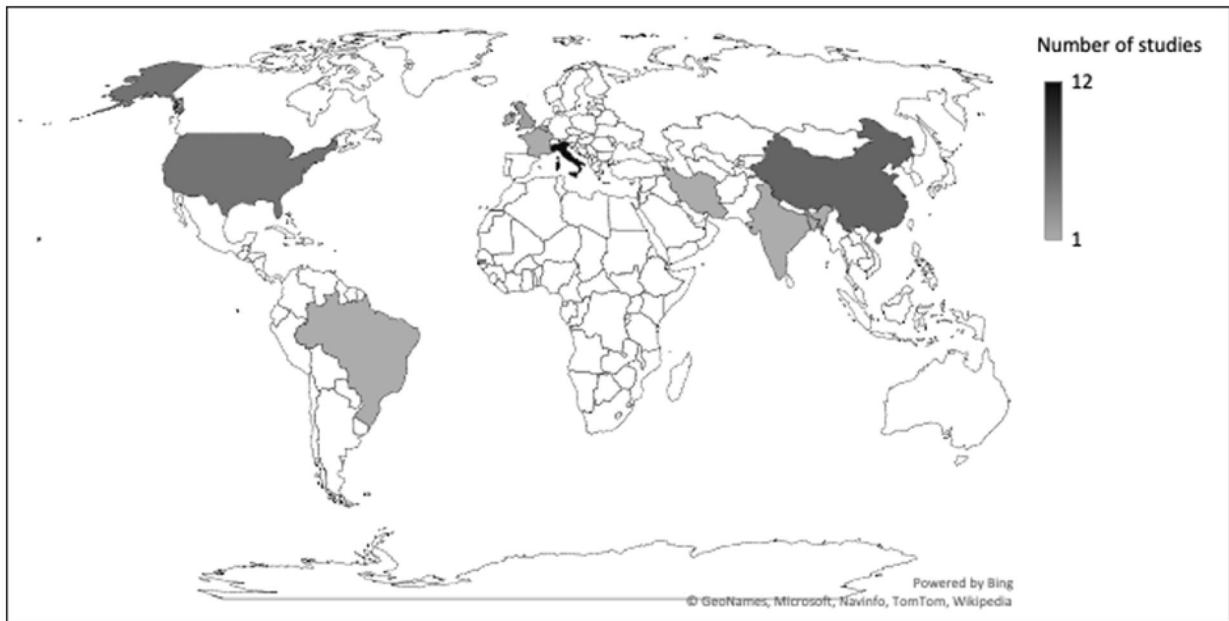 Number of studies
12
1
Powered by Bing
© GeoNames, Microsoft, Navinfo, TomTom, Wikipedia